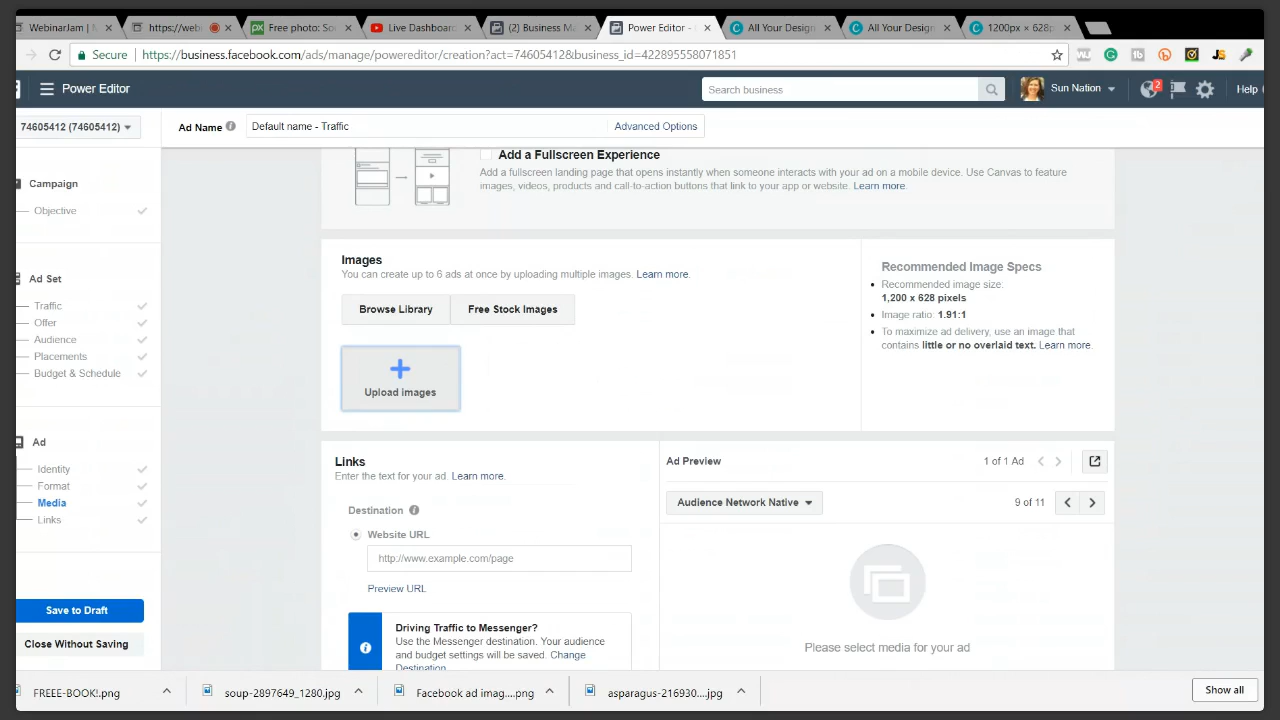 WebinarJam |
https://webi
Free photo: So
Live Dashboard
(2) Business M
Power Editor -
All Your Design
All Your Design
1200px × 628p
Secure
https://business.facebook.com/ads/manage/powereditor/creation?act=74605412&business_id=422895558071851
Power Editor
Search business
Sun Nation
2
Help
74605412 (74605412)
Ad Name
Default name - Traffic
Advanced Options
Campaign
Objective
Ad Set
Traffic
Offer
Audience
Placements
Budget & Schedule
Ad
Identity
Format
Media
Links
Save to Draft
Close Without Saving
Add a Fullscreen Experience
Add a fullscreen landing page that opens instantly when someone interacts with your ad on a mobile device. Use Canvas to feature
images, videos, products and call-to-action buttons that link to your app or website. Learn more.
Images
You can create up to 6 ads at once by uploading multiple images. Learn more.
Browse Library
Free Stock Images
Upload images
Recommended Image Specs
Recommended image size:
1,200 x 628 pixels
Image ratio: 1.91:1
To maximize ad delivery, use an image that
contains little or no overlaid text. Learn more.
Links
Enter the text for your ad. Learn more.
Destination
Website URL
http://www.example.com/page
Preview URL
Driving Traffic to Messenger?
Use the Messenger destination. Your audience
and budget settings will be saved. Change
Destination.
Ad Preview
1 of 1 Ad
Audience Network Native
9 of 11
Please select media for your ad
FREEE-BOOK!.png
soup-2897649_1280.jpg
Facebook ad imag....png
asparagus-216930....jpg
Show all